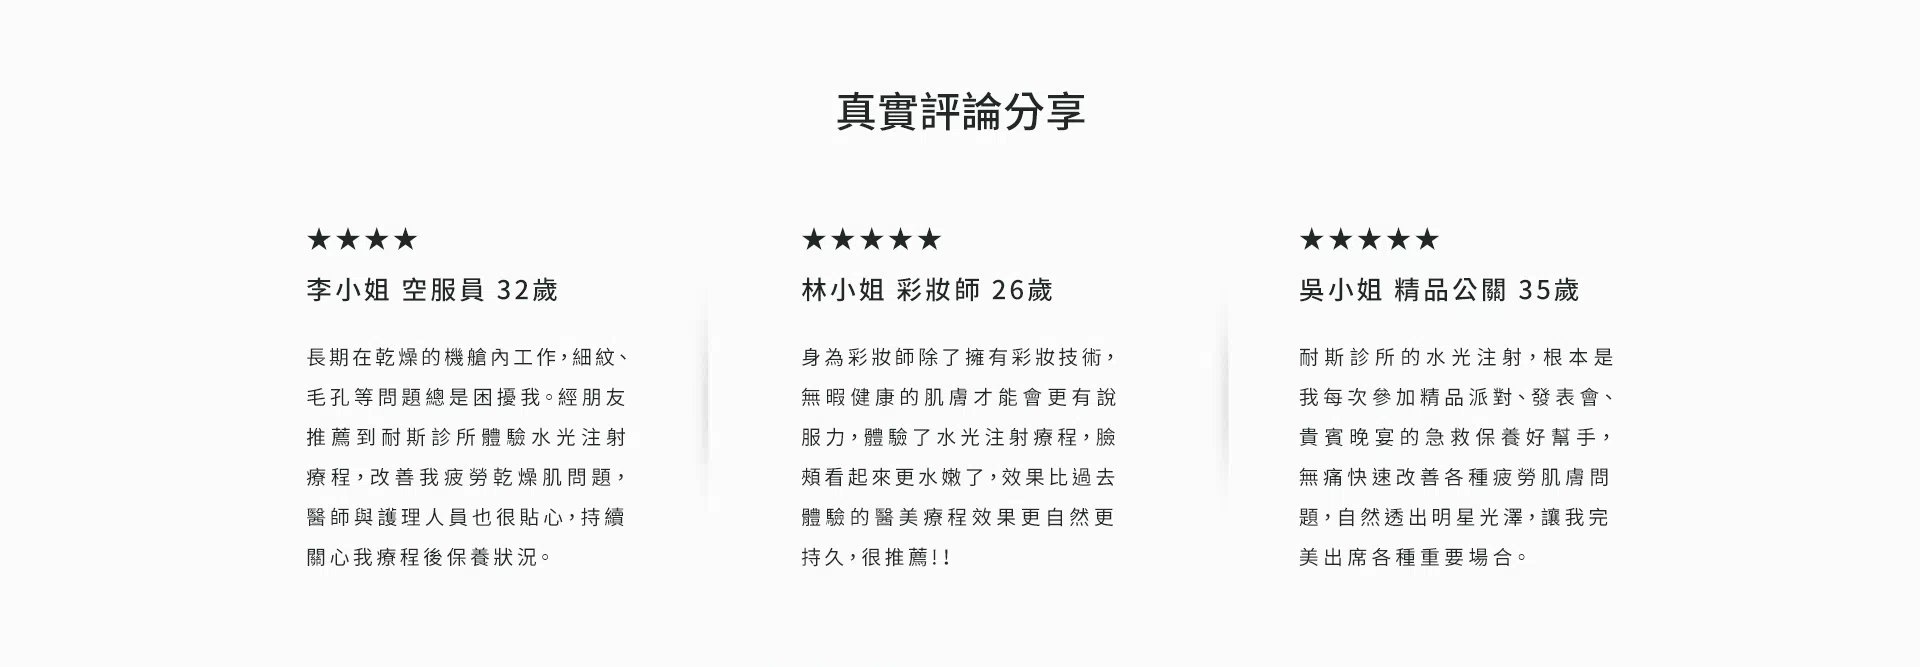 真實評論分享
★★★★
李小姐 空服員 32歲
長期在乾燥的機艙內工作，細紋、
毛孔等問題總是困擾我。經朋友
推薦到耐斯診所體驗水光注射
療程，改善我疲勞乾燥肌問題，
醫師與護理人員也很貼心，持續
關心我療程後保養狀況。
★★★★★
林小姐 彩妝師 26歲
身為彩妝師除了擁有彩妝技術，
無暇健康的肌膚才能會更有說
服力，體驗了水光注射療程，臉
頰看起來更水嫩了，效果比過去
體驗的醫美療程效果更自然更
持久，很推薦！！
★★★★★
吳小姐 精品公關 35歲
耐斯診所的水光注射，根本是
我每次參加精品派對、發表會、
貴賓晚宴的急救保養好幫手，
無痛快速改善各種疲勞肌膚問
題，自然透出明星光澤，讓我完
美出席各種重要場合。